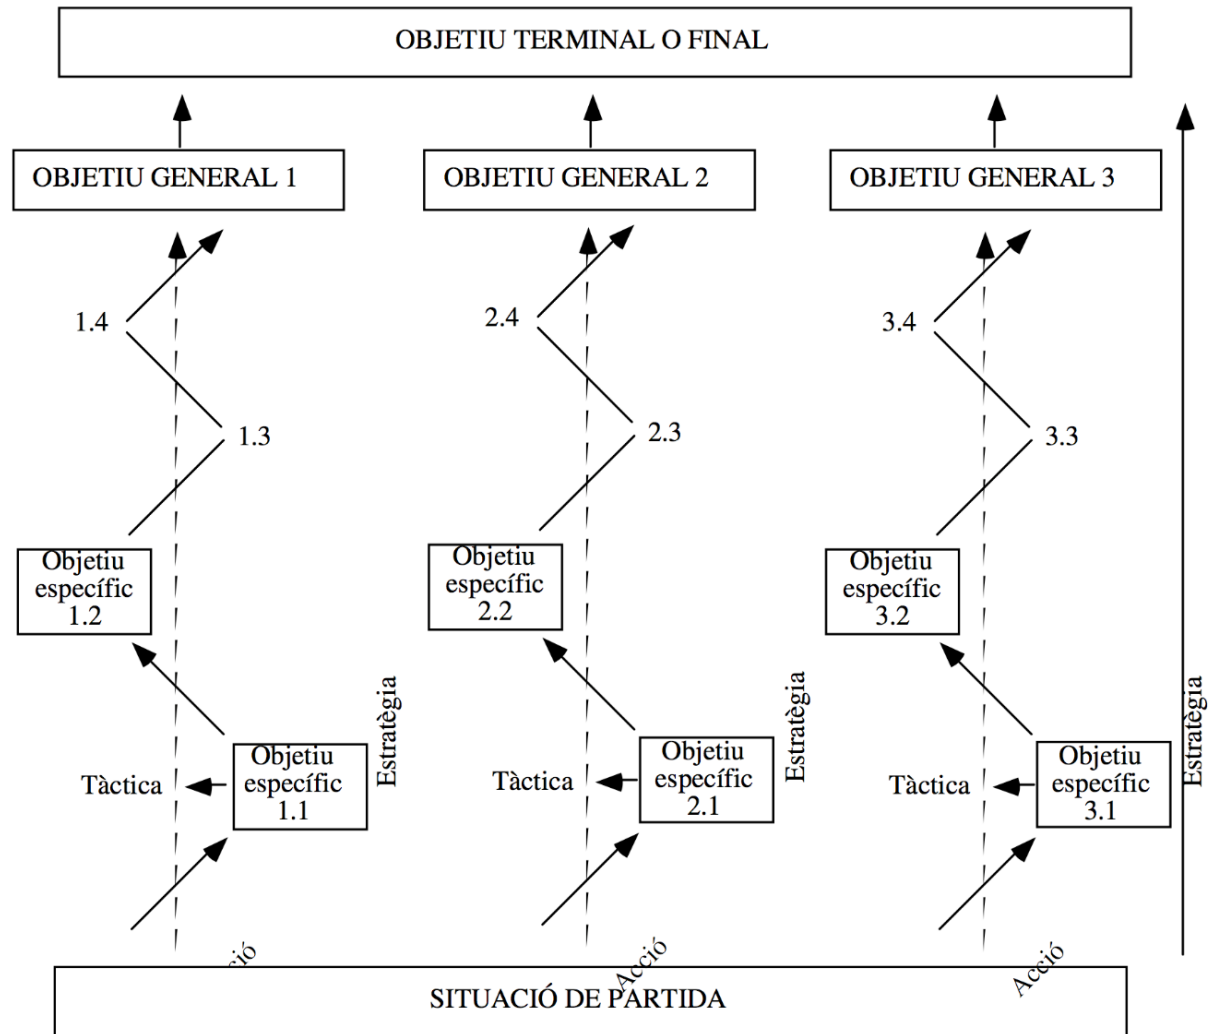 OBJETIU TERMINAL O FINAL
OBJETIU GENERAL 1
OBJETIU GENERAL 2
OBJETIU GENERAL 3
1.4
2.4
3.4
1.3
2.3
3.3
Objetiu
específic
1.2
Objetiu
específic
2.2
Objetiu
específic
3.2
Estratègia
Estratègia
Estratègia
Tàctica
Objetiu
específic
1.1
Tàctica
Objetiu
específic
2.1
Tàctica
Objetiu
específic
3.1
ció
Acció
Acció
SITUACIÓ DE PARTIDA